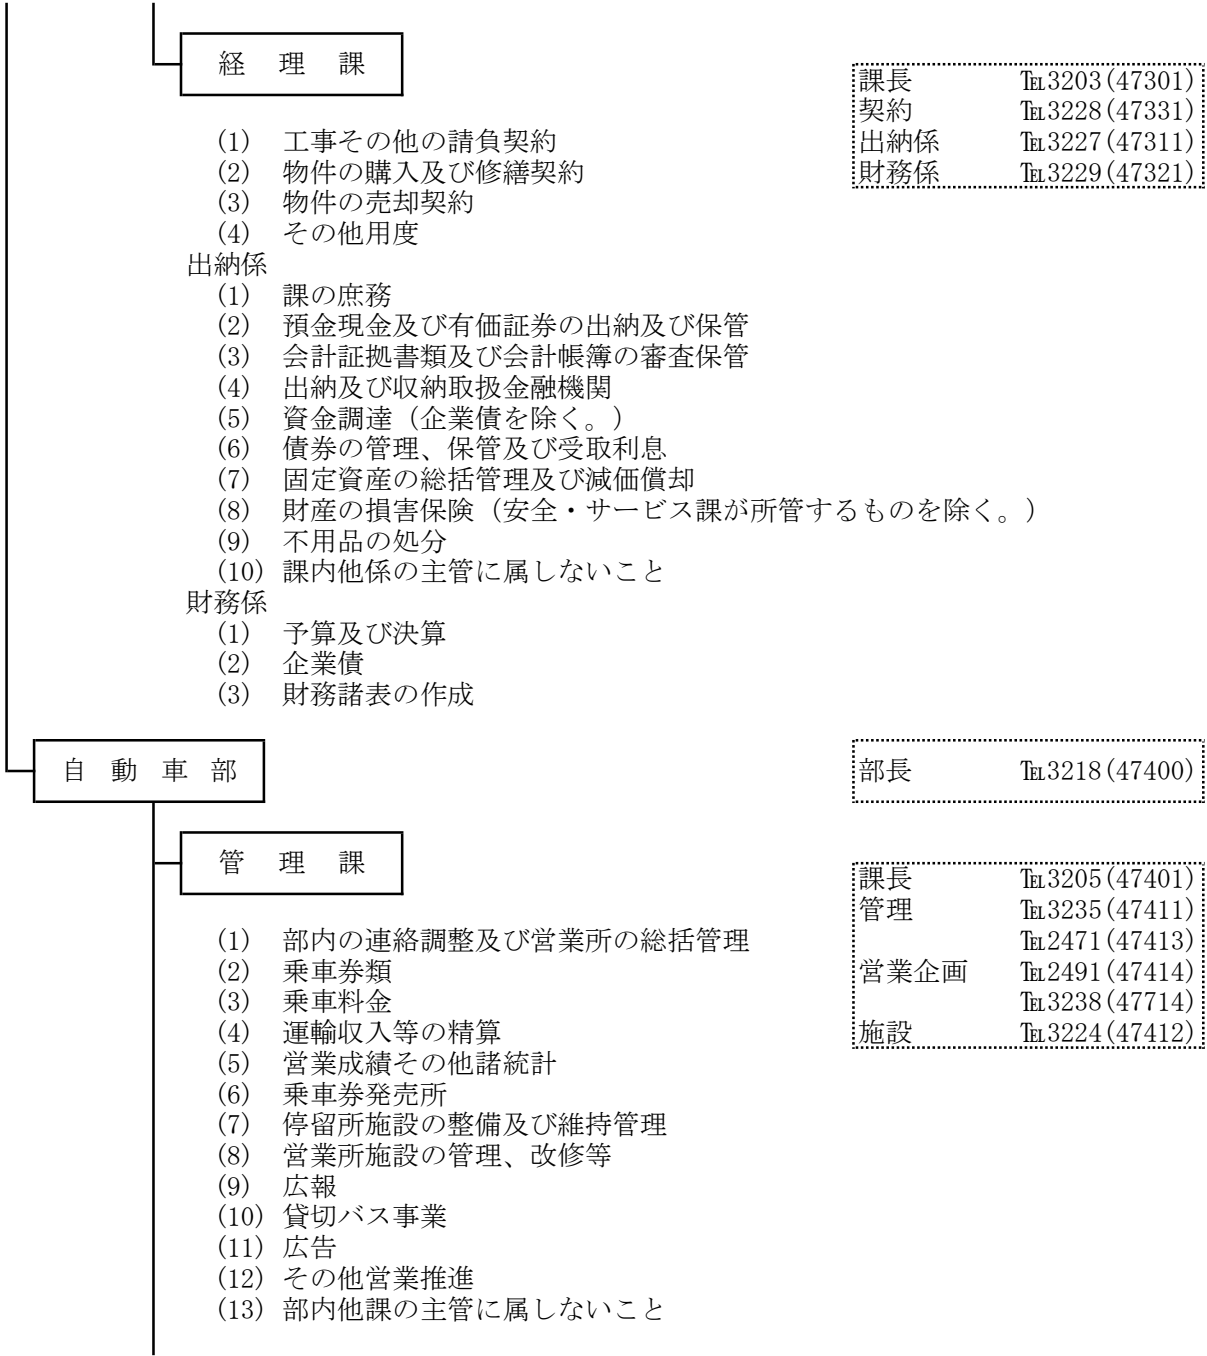 経　理　課
課長　℡3203(47301)
契約　℡3228(47331)
出納係　℡3227(47311)
財務係　℡3229(47321)
(1)　工事その他の請負契約
(2)　物件の購入及び修繕契約
(3)　物件の売却契約
(4)　その他用度
出納係
(1)　課の庶務
(2)　預金現金及び有価証券の出納及び保管
(3)　会計証拠書類及び会計帳簿の審査保管
(4)　出納及び収納取扱金融機関
(5)　資金調達（企業債を除く。）
(6)　債券の管理、保管及び受取利息
(7)　固定資産の総括管理及び減価償却
(8)　財産の損害保険（安全・サービス課が所管するものを除く。）
(9)　不用品の処分
(10)　課内他係の主管に属しないこと
財務係
(1)　予算及び決算
(2)　企業債
(3)　財務諸表の作成
自　動　車　部
部長　℡3218(47400)
管　理　課
課長　℡3205(47401)
管理　℡3235(47411)
℡2471(47413)
営業企画　℡2491(47414)
℡3238(47714)
施設　℡3224(47412)
(1)　部内の連絡調整及び営業所の総括管理
(2)　乗車券類
(3)　乗車料金
(4)　運輸収入等の精算
(5)　営業成績その他諸統計
(6)　乗車券発売所
(7)　停留所施設の整備及び維持管理
(8)　営業所施設の管理、改修等
(9)　広報
(10)　貸切バス事業
(11)　広告
(12)　その他営業推進
(13)　部内他課の主管に属しないこと